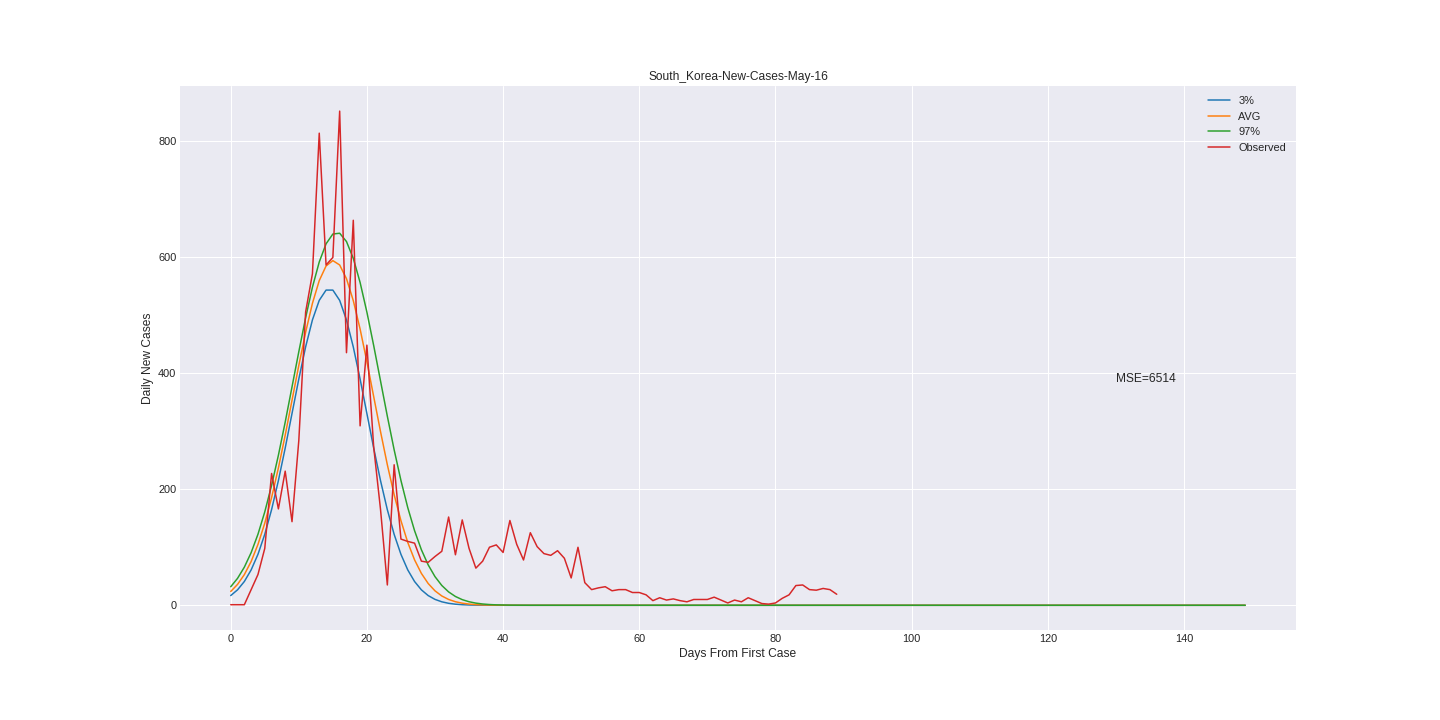 South_Korea-New-Cases-May-16
3%
AVG
97%
Observed
800
600
400
200
0
Daily New Cases
MSE=6514
0 20 40 60 80 100 120 140
Days From First Case